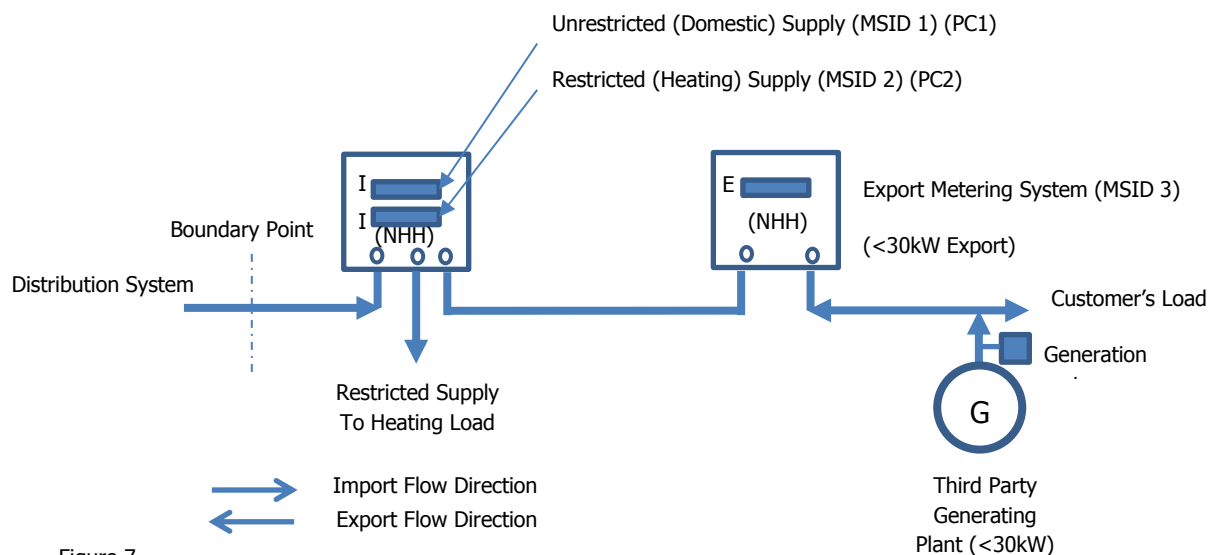 Unrestricted (Domestic) Supply (MSID 1) (PC1)
Restricted (Heating) Supply (MSID 2) (PC2)
I
I
(NHH)
E
(NHH)
Export Metering System (MSID 3)
(<30kW Export)
Boundary Point
Distribution System
Customer's Load
Generation
G
Restricted Supply
To Heating Load
Third Party
Generating
Plant (<30kW)
Import Flow Direction
Export Flow Direction
Figure 7